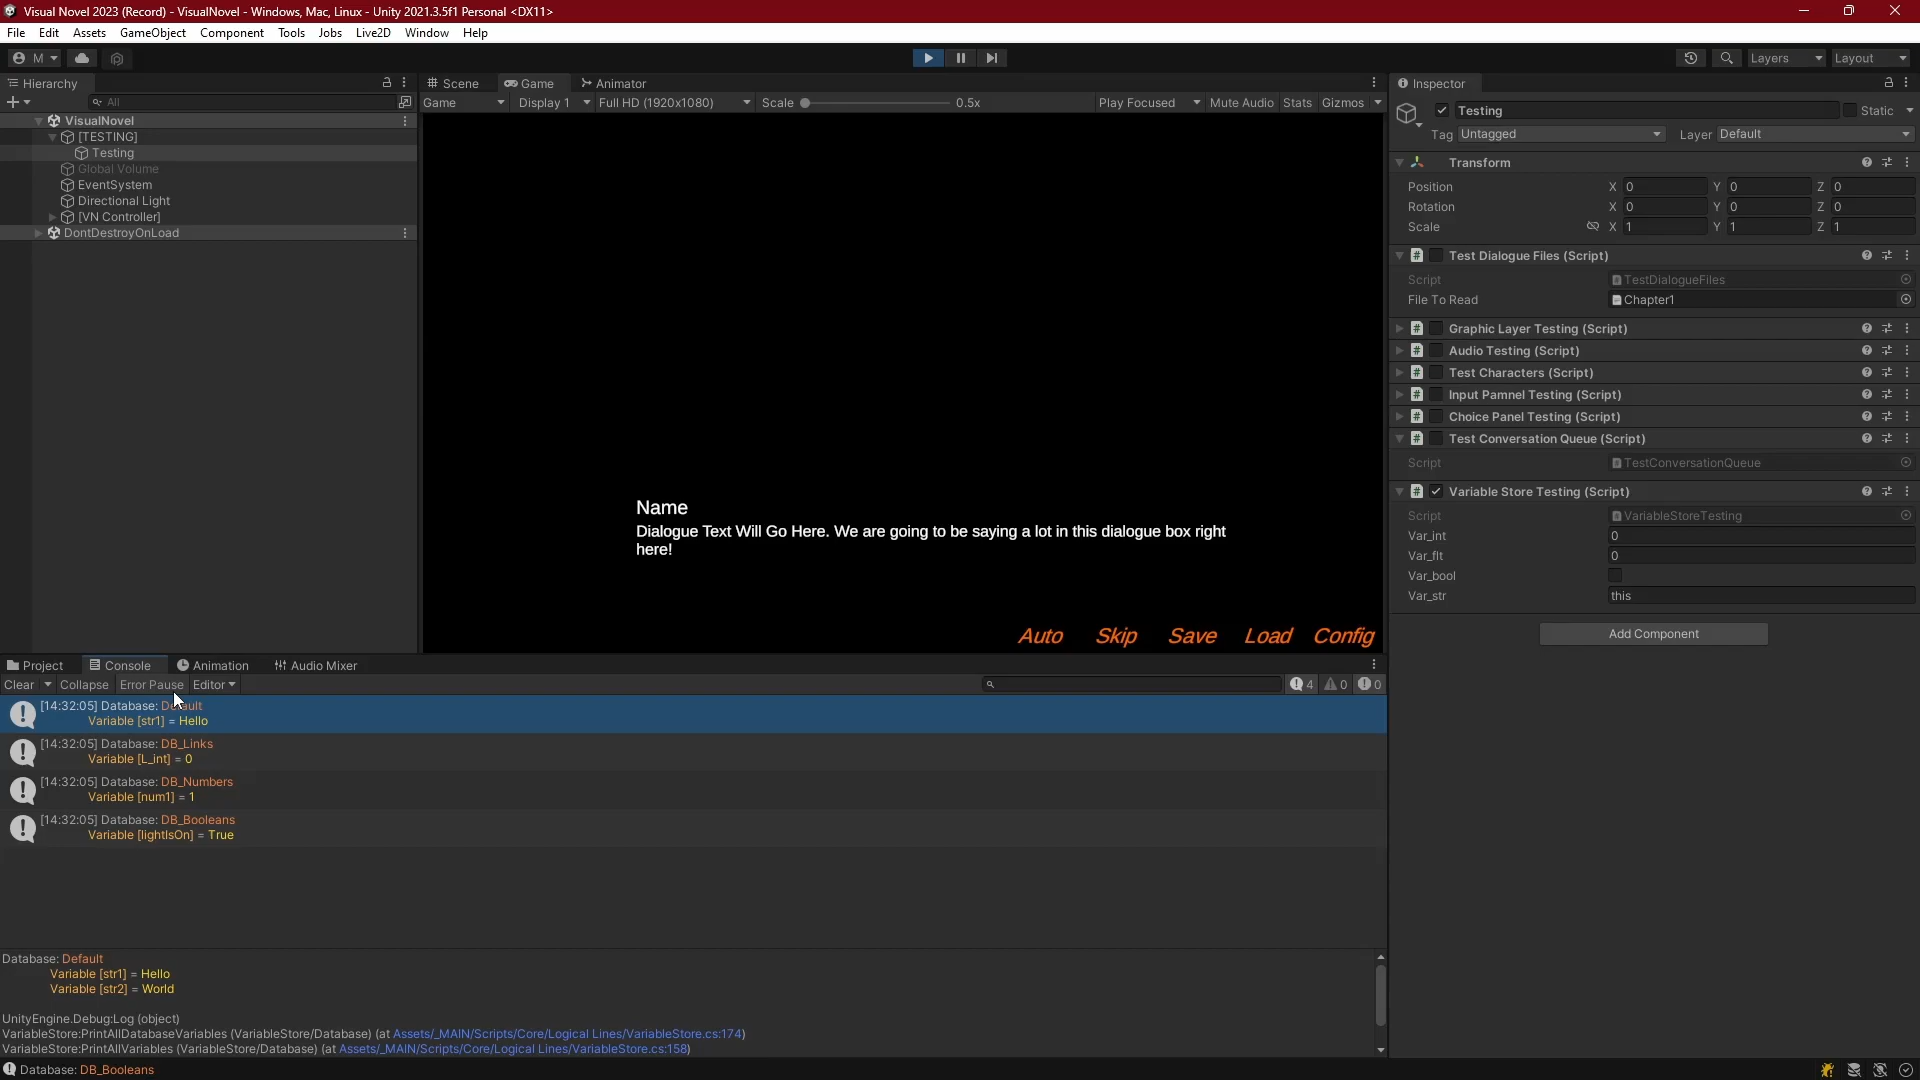 Visual Novel 2023 (Record) - VisualNovel - Windows, Mac, Linux - Unity 2021.3.5f1 Personal <DX11>
File Edit Assets GameObject Component Tools Jobs Live2D Window Help
M Layers Layout
Hierarchy
All
VisualNovel
[TESTING]
Testing
Global Volume
EventSystem
Directional Light
[VN Controller]
DontDestroyOnLoad
Scene Game Animator
Game Display 1 Full HD (1920x1080) Scale 0.5x Play Focused Mute Audio Stats Gizmos
Name
Dialogue Text Will Go Here. We are going to be saying a lot in this dialogue box right
here!
Auto Skip Save Load Config
Inspector
Testing Static
Tag Untagged Layer Default
Transform
Position X 0 Y 0 Z 0
Rotation X 0 Y 0 Z 0
Scale X 1 Y 1 Z 1
# Test Dialogue Files (Script)
Script TestDialogueFiles
File To Read Chapter1
# Graphic Layer Testing (Script)
# Audio Testing (Script)
# Test Characters (Script)
# Input Pamnel Testing (Script)
# Choice Panel Testing (Script)
# Test Conversation Queue (Script)
Script TestConversationQueue
# Variable Store Testing (Script)
Script VariableStoreTesting
Var_int 0
Var_flt 0
Var_bool
Var_str this
Add Component
Project Console Animation Audio Mixer
Clear Collapse Error Pause Editor 4 0 0
[14:32:05] Database: Default
Variable [str1] = Hello
[14:32:05] Database: DB_Links
Variable [L_int] = 0
[14:32:05] Database: DB_Numbers
Variable [num1] = 1
[14:32:05] Database: DB_Booleans
Variable [lightIsOn] = True
Database: Default
Variable [str1] = Hello
Variable [str2] = World
UnityEngine.Debug:Log (object)
VariableStore:PrintAllDatabaseVariables (VariableStore/Database) (at Assets/_MAIN/Scripts/Core/Logical Lines/VariableStore.cs:174)
VariableStore:PrintAllVariables (VariableStore/Database) (at Assets/_MAIN/Scripts/Core/Logical Lines/VariableStore.cs:158)
Database: DB_Booleans